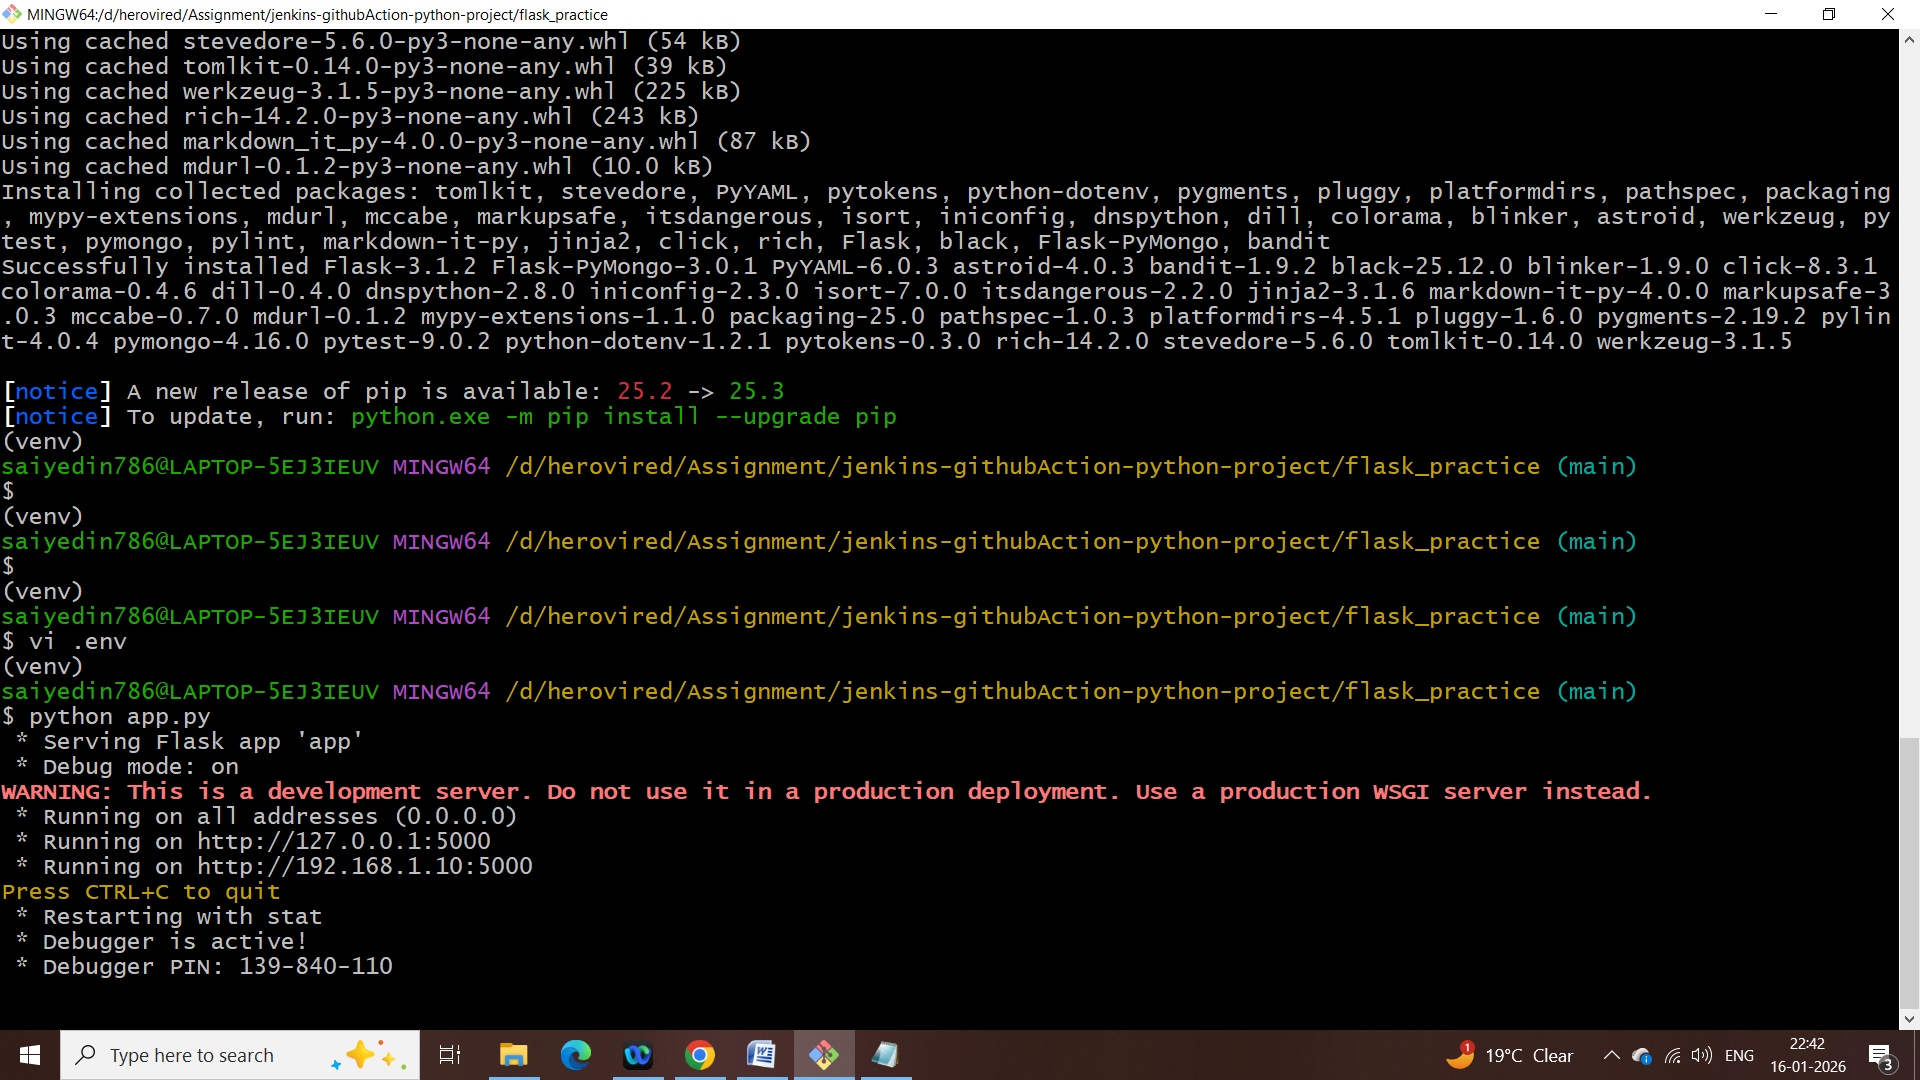 MINGW64:/d/herovired/Assignment/jenkins-githubAction-python-project/flask_practice
Using cached stevedore-5.6.0-py3-none-any.whl (54 kB)
Using cached tomlkit-0.14.0-py3-none-any.whl (39 kB)
Using cached werkzeug-3.1.5-py3-none-any.whl (225 kB)
Using cached rich-14.2.0-py3-none-any.whl (243 kB)
Using cached markdown_it_py-4.0.0-py3-none-any.whl (87 kB)
Using cached mdurl-0.1.2-py3-none-any.whl (10.0 kB)
Installing collected packages: tomlkit, stevedore, PyYAML, pytokens, python-dotenv, pygments, pluggy, platformdirs, pathspec, packaging
, mypy-extensions, mdurl, mccabe, markupsafe, itsdangerous, isort, iniconfig, dnspython, dill, colorama, blinker, astroid, werkzeug, py
test, pymongo, pylint, markdown-it-py, jinja2, click, rich, Flask, black, Flask-PyMongo, bandit
Successfully installed Flask-3.1.2 Flask-PyMongo-3.0.1 PyYAML-6.0.3 astroid-4.0.3 bandit-1.9.2 black-25.12.0 blinker-1.9.0 click-8.3.1
colorama-0.4.6 dill-0.4.0 dnspython-2.8.0 iniconfig-2.3.0 isort-7.0.0 itsdangerous-2.2.0 jinja2-3.1.6 markdown-it-py-4.0.0 markupsafe-3
.0.3 mccabe-0.7.0 mdurl-0.1.2 mypy-extensions-1.1.0 packaging-25.0 pathspec-1.0.3 platformdirs-4.5.1 pluggy-1.6.0 pygments-2.19.2 pylin
t-4.0.4 pymongo-4.16.0 pytest-9.0.2 python-dotenv-1.2.1 pytokens-0.3.0 rich-14.2.0 stevedore-5.6.0 tomlkit-0.14.0 werkzeug-3.1.5
[notice] A new release of pip is available: 25.2 -> 25.3
[notice] To update, run: python.exe -m pip install --upgrade pip
(venv)
saiyedin786@LAPTOP-5EJ3IEUV MINGW64 /d/herovired/Assignment/jenkins-githubAction-python-project/flask_practice (main)
$
(venv)
saiyedin786@LAPTOP-5EJ3IEUV MINGW64 /d/herovired/Assignment/jenkins-githubAction-python-project/flask_practice (main)
$
(venv)
saiyedin786@LAPTOP-5EJ3IEUV MINGW64 /d/herovired/Assignment/jenkins-githubAction-python-project/flask_practice (main)
$ vi .env
(venv)
saiyedin786@LAPTOP-5EJ3IEUV MINGW64 /d/herovired/Assignment/jenkins-githubAction-python-project/flask_practice (main)
$ python app.py
 * Serving Flask app 'app'
 * Debug mode: on
WARNING: This is a development server. Do not use it in a production deployment. Use a production WSGI server instead.
 * Running on all addresses (0.0.0.0)
 * Running on http://127.0.0.1:5000
 * Running on http://192.168.1.10:5000
Press CTRL+C to quit
 * Restarting with stat
 * Debugger is active!
 * Debugger PIN: 139-840-110
Type here to search
1
19°C Clear
ENG
22:42
16-01-2026
3